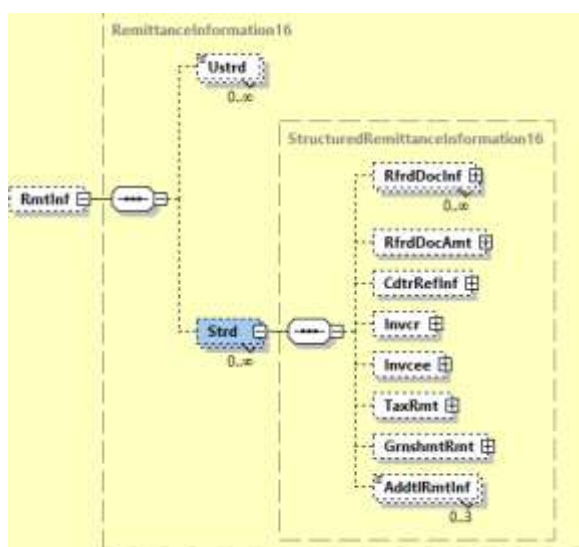 RemittanceInformation16
Ustrd
0..∞
StructuredRemittanceInformation16
RfrdDocInf
0..∞
RmtInf
RfrdDocAmt
CdtrRefInf
Strd
0..∞
Invcr
Invcee
TaxRmt
GrnshmtRmt
AddtlRmtInf
0..3